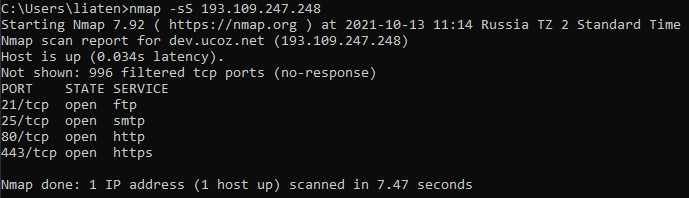 C:\Users\liaten>nmap -sS 193.109.247.248
Starting Nmap 7.92 ( https://nmap.org ) at 2021-10-13 11:14 Russia TZ 2 Standard Time
Nmap scan report for dev.ucoz.net (193.109.247.248)
Host is up (0.034s latency).
Not shown: 996 filtered tcp ports (no-response)
PORT    STATE SERVICE
21/tcp  open  ftp
25/tcp  open  smtp
80/tcp  open  http
443/tcp open  https

Nmap done: 1 IP address (1 host up) scanned in 7.47 seconds